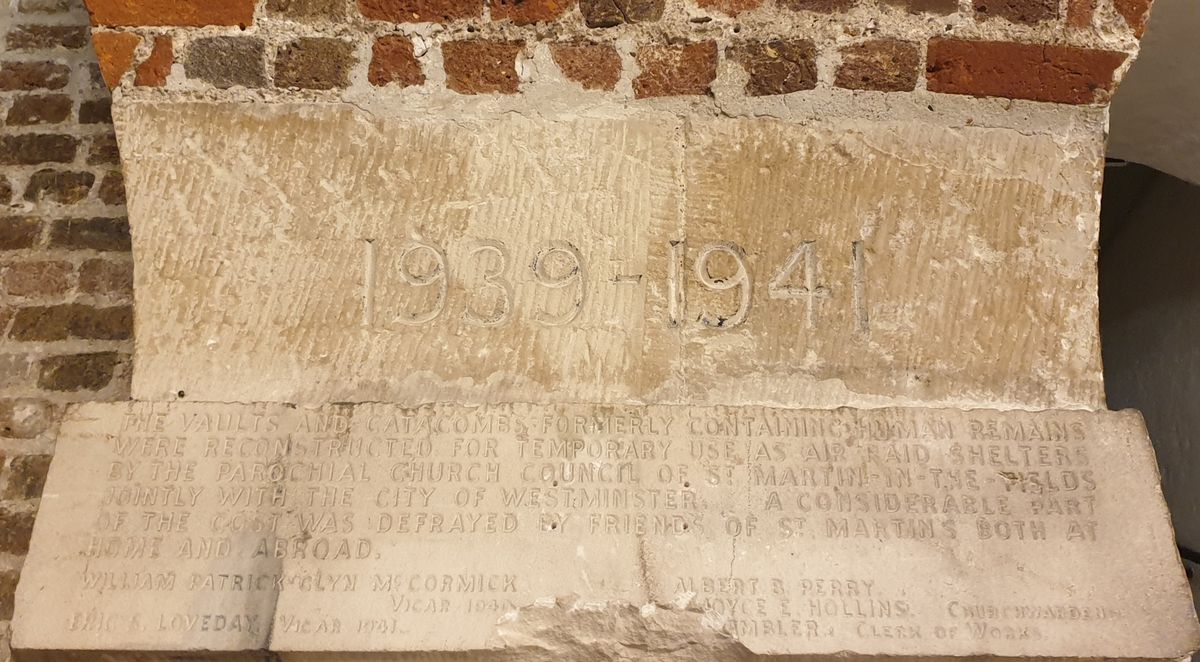 1939-1941
THE VAULTS AND CATACOMBS FORMERLY CONTAINING HUMAN REMAINS
WERE RECONSTRUCTED FOR TEMPORARY USE AS AIR RAID SHELTERS
BY THE PAROCHIAL CHURCH COUNCIL OF ST MARTIN-IN-THE-FIELDS
JOINTLY WITH THE CITY OF WESTMINSTER. A CONSIDERABLE PART
OF THE COST WAS DEFRAYED BY FRIENDS OF ST. MARTIN'S BOTH AT
HOME AND ABROAD.
WILLIAM PATRICK GLYN McCORMICK
VICAR 1940
ERIC S. LOVEDAY, VICAR 1941.
ALBERT B. PERRY
JOYCE E. HOLLINS. CHURCHWARDENS
CLERK OF WORKS.